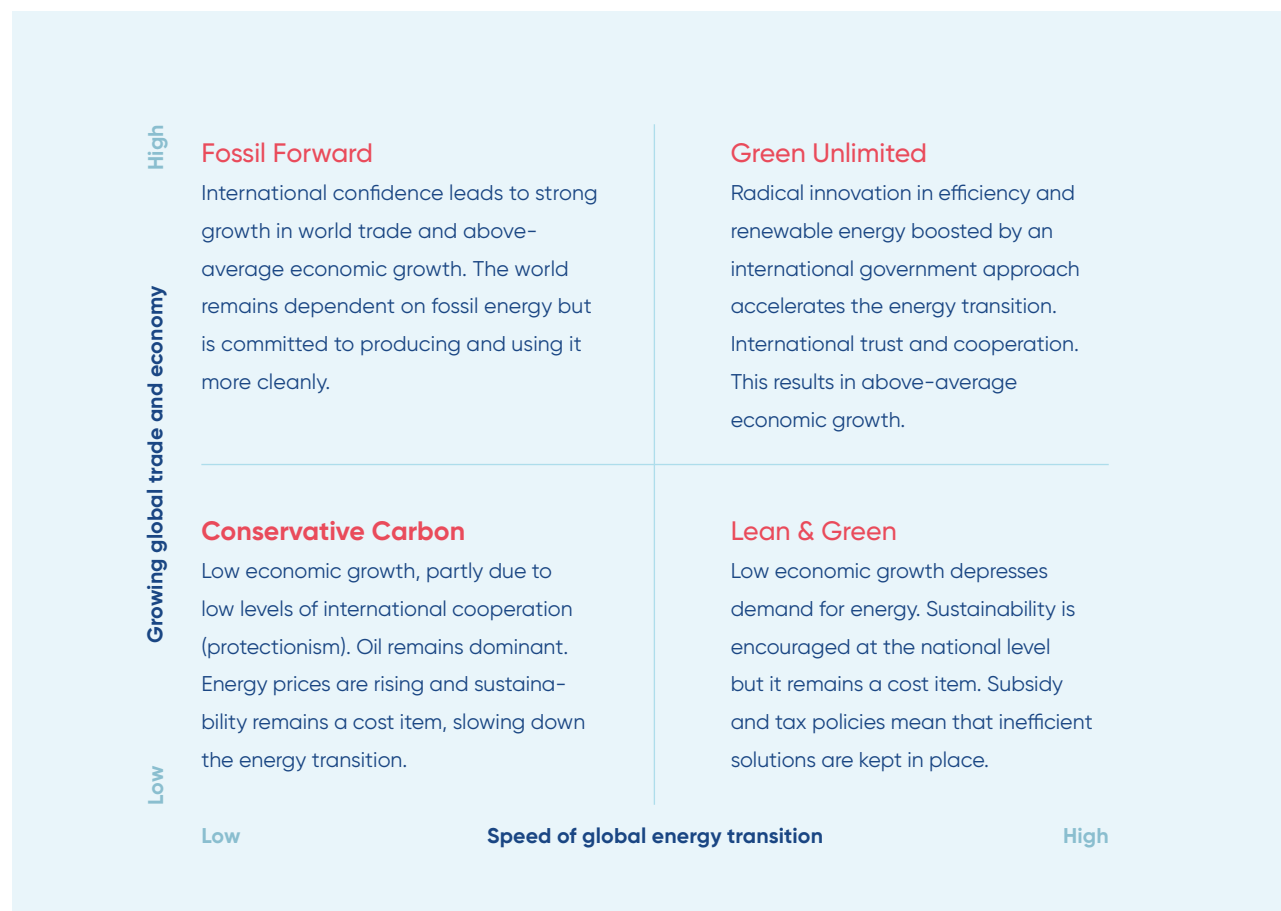 High
Growing global trade and economy
Low
Fossil Forward
International confidence leads to strong
growth in world trade and above-
average economic growth. The world
remains dependent on fossil energy but
is committed to producing and using it
more cleanly.
Green Unlimited
Radical innovation in efficiency and
renewable energy boosted by an
international government approach
accelerates the energy transition.
International trust and cooperation.
This results in above-average
economic growth.
Conservative Carbon
Low economic growth, partly due to
low levels of international cooperation
(protectionism). Oil remains dominant.
Energy prices are rising and sustaina-
bility remains a cost item, slowing down
the energy transition.
Lean & Green
Low economic growth depresses
demand for energy. Sustainability is
encouraged at the national level
but it remains a cost item. Subsidy
and tax policies mean that inefficient
solutions are kept in place.
Low
Speed of global energy transition
High